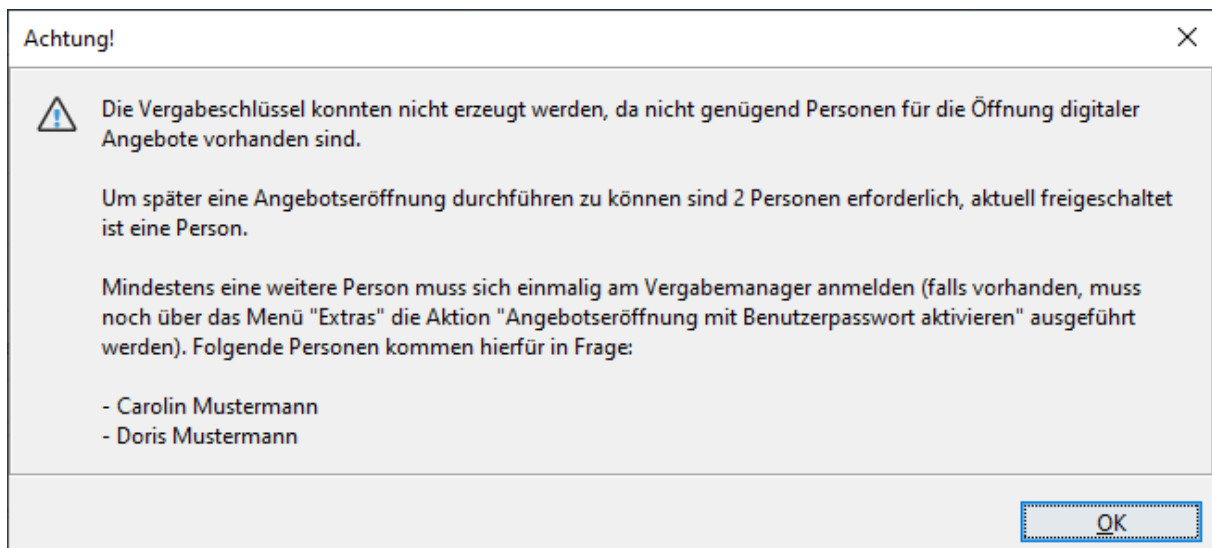 Achtung!
Die Vergabeschlüssel konnten nicht erzeugt werden, da nicht genügend Personen für die Öffnung digitaler
Angebote vorhanden sind.
Um später eine Angebotseröffnung durchführen zu können sind 2 Personen erforderlich, aktuell freigeschaltet
ist eine Person.
Mindestens eine weitere Person muss sich einmalig am Vergabemanager anmelden (falls vorhanden, muss
noch über das Menü "Extras" die Aktion "Angebotseröffnung mit Benutzerpasswort aktivieren" ausgeführt
werden). Folgende Personen kommen hierfür in Frage:
- Carolin Mustermann
- Doris Mustermann
OK